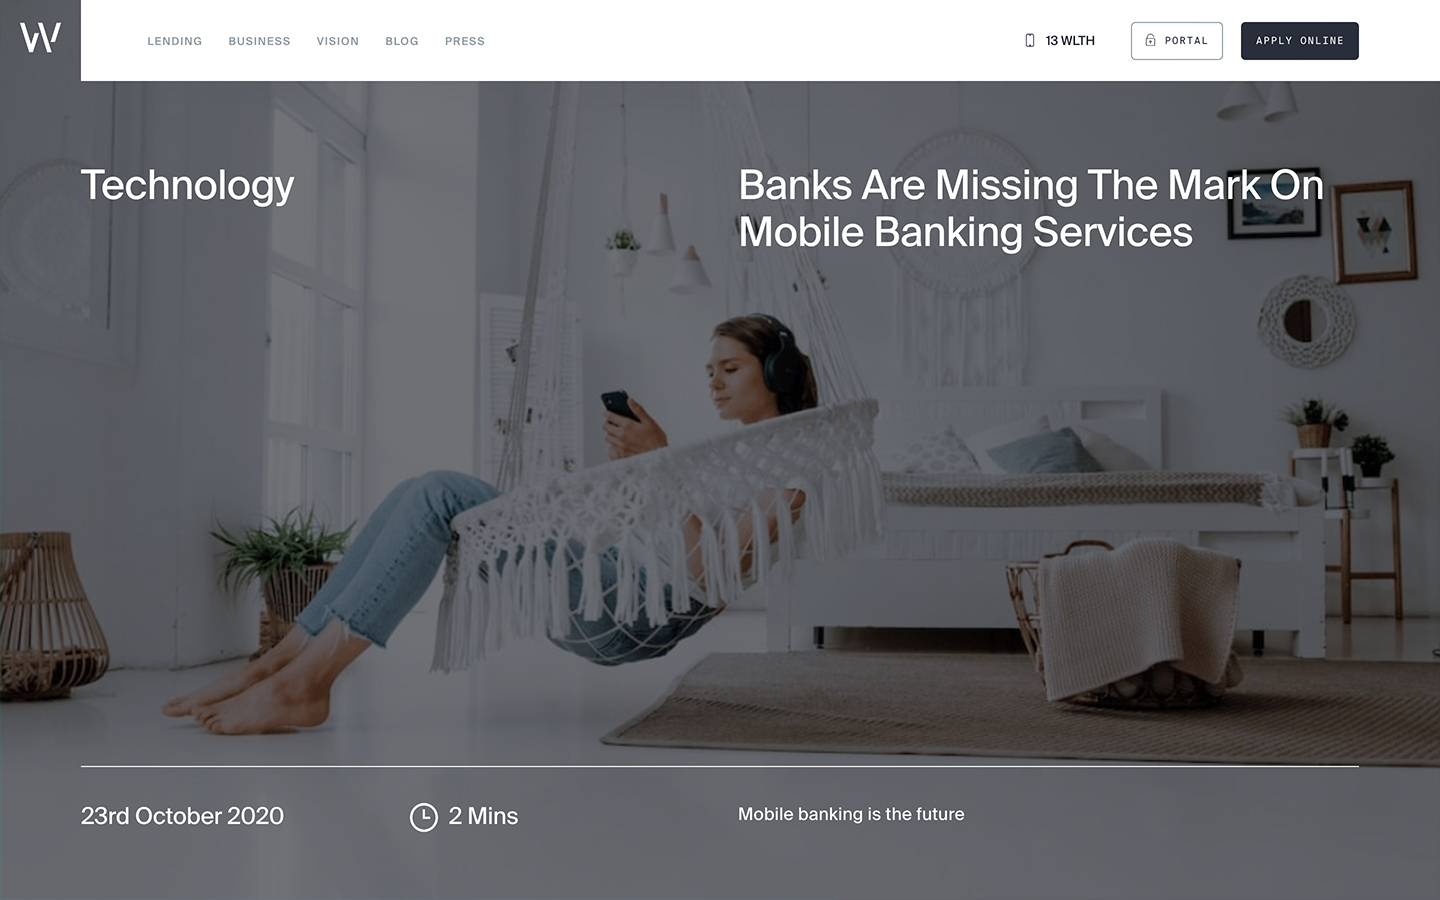 W
LENDING
BUSINESS
VISION
BLOG
PRESS
13 WLTH
PORTAL
APPLY ONLINE
Technology
Banks Are Missing The Mark On
Mobile Banking Services
23rd October 2020
2 Mins
Mobile banking is the future